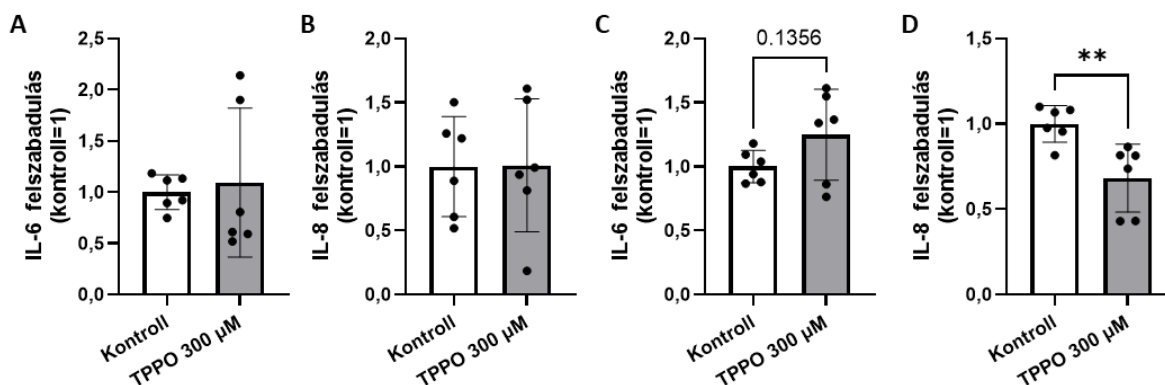 A
IL-6 felszabadulás
(kontroll=1)
2,5
2,0
1,5
1,0
0,5
0,0
Kontroll
TPPO 300 µM
B
IL-8 felszabadulás
(kontroll=1)
2,0
1,5
1,0
0,5
0,0
Kontroll
TPPO 300 µM
C
IL-6 felszabadulás
(kontroll=1)
2,0
1,5
1,0
0,5
0,0
0.1356
Kontroll
TPPO 300 µM
D
IL-8 felszabadulás
(kontroll=1)
1,5
1,0
0,5
0,0
**
Kontroll
TPPO 300 µM